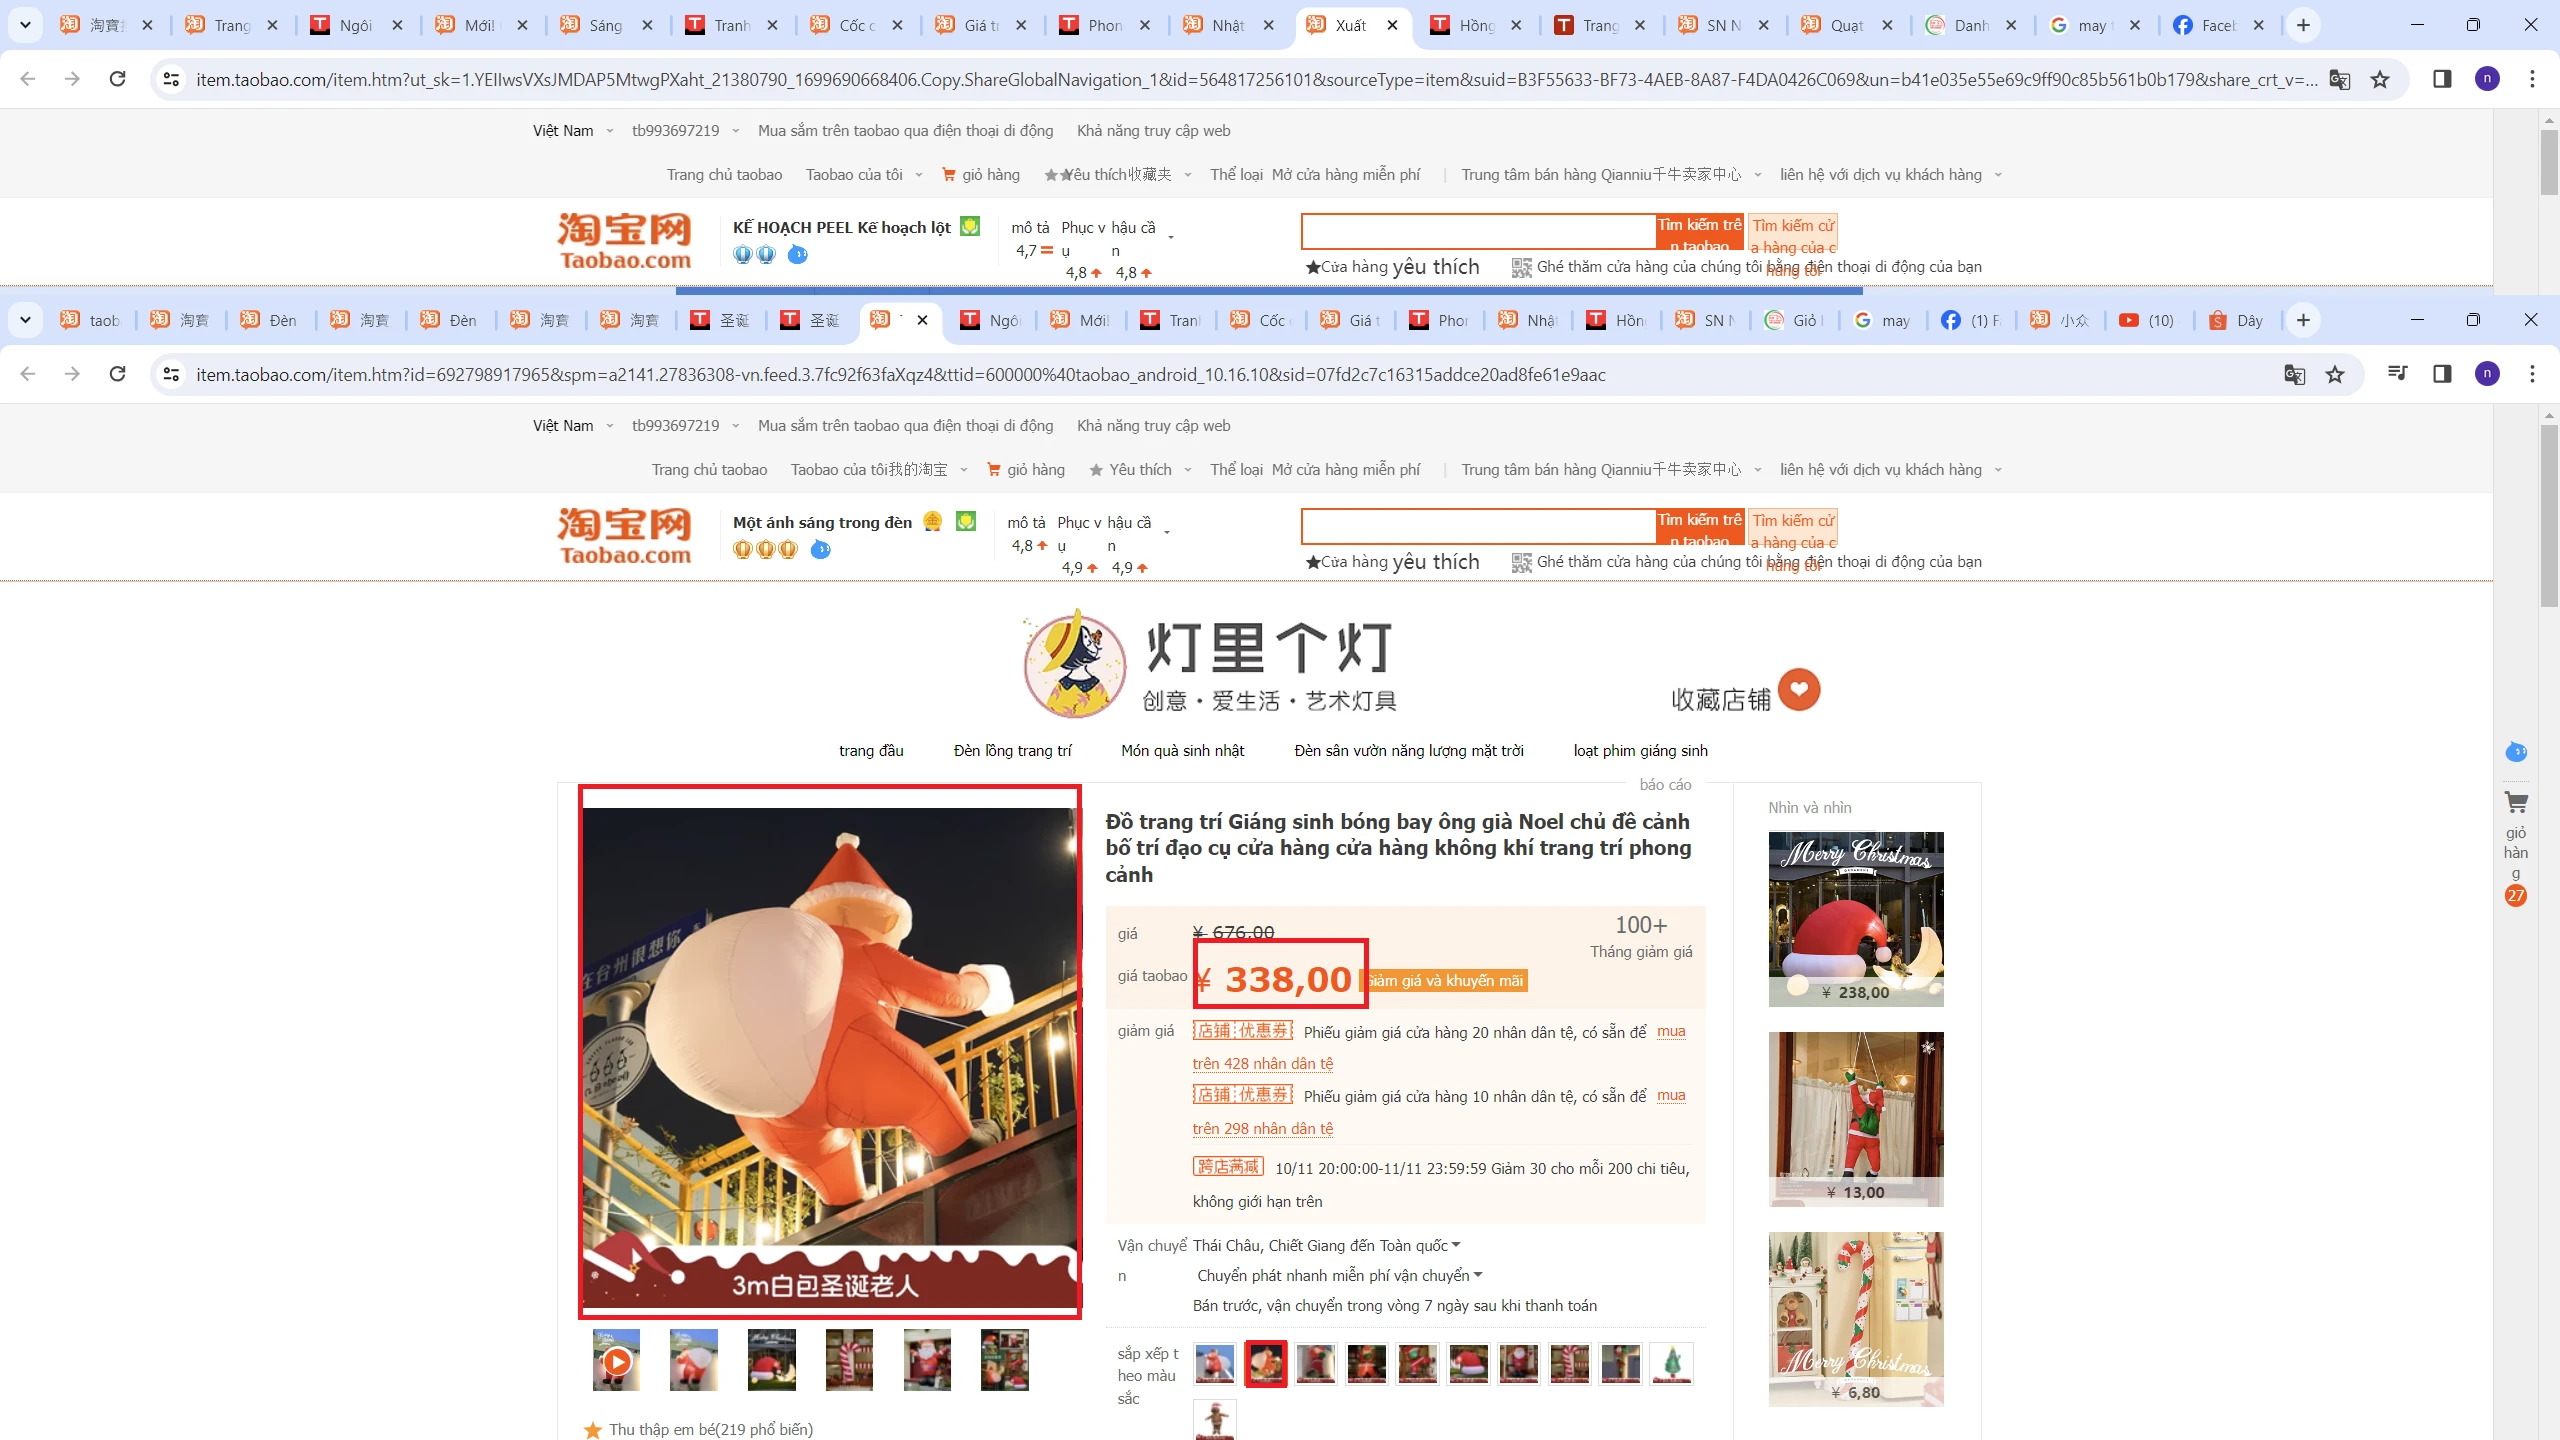 淘寶
Trang
Ngôi
Mới!
Sáng
Tranh
Cốc c
Giá tr
Phon
Nhật
Xuất
Hồng
Trang
SN N
Quạt
Danh
may t
Faceb
item.taobao.com/item.htm?ut_sk=1.YEIIwsVXsJMDAP5MtwgPXaht_21380790_1699690668406.Copy.ShareGlobalNavigation_1&id=564817256101&sourceType=item&suid=B3F55633-BF73-4AEB-8A87-F4DA0426C069&un=b41e035e55e69c9ff90c85b561b0b179&share_crt_v=...
n
Việt Nam tb993697219 Mua sắm trên taobao qua điện thoại di động Khả năng truy cập web
Trang chủ taobao Taobao của tôi giỏ hàng Yêu thích收藏夹 Thể loại Mở cửa hàng miễn phí | Trung tâm bán hàng Qianniu千牛卖家中心 liên hệ với dịch vụ khách hàng
淘宝网
Taobao.com
KẾ HOẠCH PEEL Kế hoạch lột
mô tả Phục v hậu cầ
4,7 ụ n
4,8 4,8
Tìm kiếm trê
n taobao
Tìm kiếm cử
a hàng của c
húng tôi
Cửa hàng yêu thích
Ghé thăm cửa hàng của chúng tôi bằng điện thoại di động của bạn
taob
淘寶
Đèn
淘寶
Đèn
淘寶
淘寶
圣诞
圣诞
Ngôi
Mới!
Tranh
Cốc c
Giá t
Phon
Nhật
Hồng
SN N
Giỏ h
may
(1) Fa
小众
(10)
Dây
item.taobao.com/item.htm?id=692798917965&spm=a2141.27836308-vn.feed.3.7fc92f63faXqz4&ttid=600000%40taobao_android_10.16.10&sid=07fd2c7c16315addce20ad8fe61e9aac
n
Việt Nam tb993697219 Mua sắm trên taobao qua điện thoại di động Khả năng truy cập web
Trang chủ taobao Taobao của tôi我的淘宝 giỏ hàng Yêu thích Thể loại Mở cửa hàng miễn phí | Trung tâm bán hàng Qianniu千牛卖家中心 liên hệ với dịch vụ khách hàng
淘宝网
Taobao.com
Một ánh sáng trong đèn
mô tả Phục v hậu cầ
4,8 ụ n
4,9 4,9
Tìm kiếm trê
n taobao
Tìm kiếm cử
a hàng của c
húng tôi
Cửa hàng yêu thích
Ghé thăm cửa hàng của chúng tôi bằng điện thoại di động của bạn
灯里个灯
创意·爱生活·艺术灯具
收藏店铺
trang đầu Đèn lồng trang trí Món quà sinh nhật Đèn sân vườn năng lượng mặt trời loạt phim giáng sinh
báo cáo
在台州很想你
3m白包圣诞老人
Thu thập em bé(219 phổ biến)
Đồ trang trí Giáng sinh bóng bay ông già Noel chủ đề cảnh
bố trí đạo cụ cửa hàng cửa hàng không khí trang trí phong
cảnh
giá ¥ 676,00
100+
Tháng giảm giá
giá taobao ¥ 338,00 Giảm giá và khuyến mãi
giảm giá 店铺优惠券 Phiếu giảm giá cửa hàng 20 nhân dân tệ, có sẵn để mua
trên 428 nhân dân tệ
店铺优惠券 Phiếu giảm giá cửa hàng 10 nhân dân tệ, có sẵn để mua
trên 298 nhân dân tệ
跨店满减 10/11 20:00:00-11/11 23:59:59 Giảm 30 cho mỗi 200 chi tiêu,
không giới hạn trên
Vận chuyể Thái Châu, Chiết Giang đến Toàn quốc
n Chuyển phát nhanh miễn phí vận chuyển
Bán trước, vận chuyển trong vòng 7 ngày sau khi thanh toán
sắp xếp t
heo màu
sắc
Nhìn và nhìn
Merry Christmas
¥ 238,00
¥ 13,00
Merry Christmas
¥ 6,80
giỏ
hàn
g
27